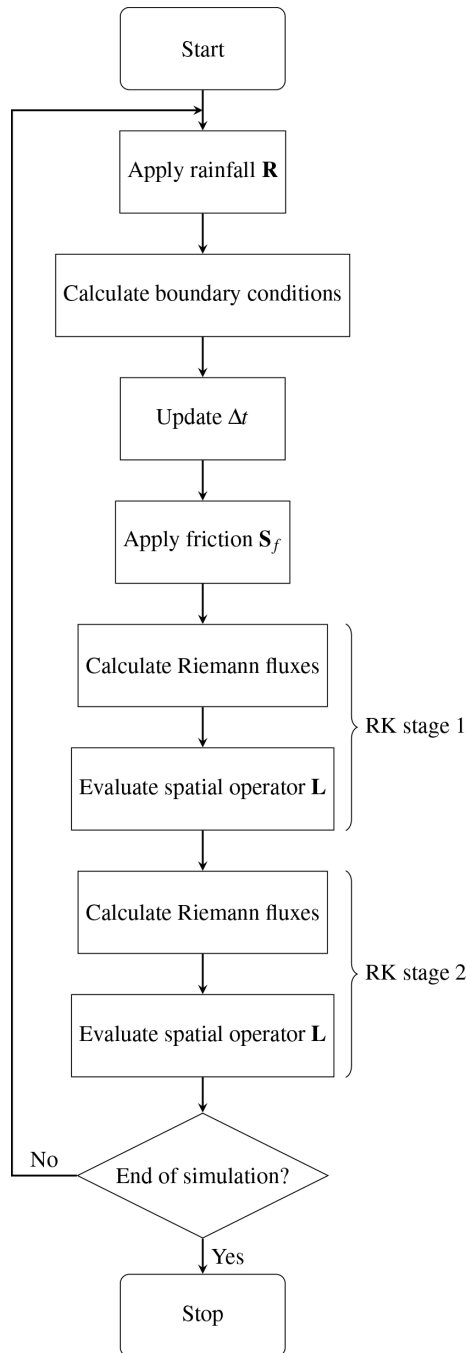 Start
Apply rainfall R
Calculate boundary conditions
Update Δt
Apply friction S_f
Calculate Riemann fluxes
RK stage 1
Evaluate spatial operator L
Calculate Riemann fluxes
RK stage 2
Evaluate spatial operator L
No
End of simulation?
Yes
Stop